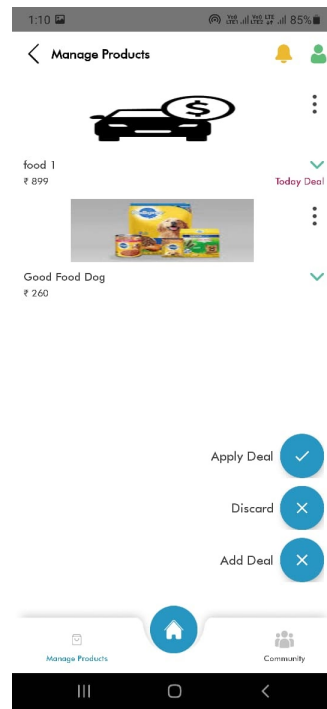 1:10
85%
Manage Products
$
food 1
₹ 899
Today Deal
Pedigree
Good Food Dog
₹ 260
Apply Deal
Discard
Add Deal
Manage Products
Community